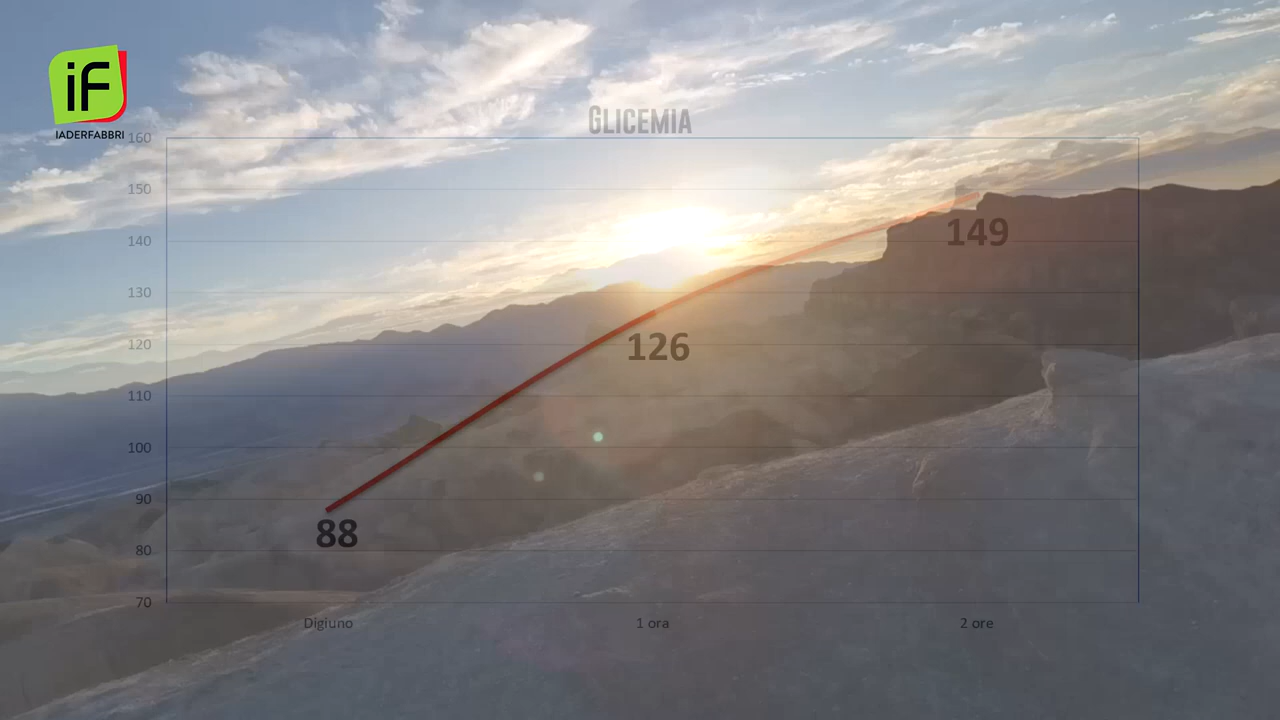 iF
IADERFABBRI
GLICEMIA
160
150
140
130
120
110
100
90
80
70
149
126
88
Digiuno
1 ora
2 ore